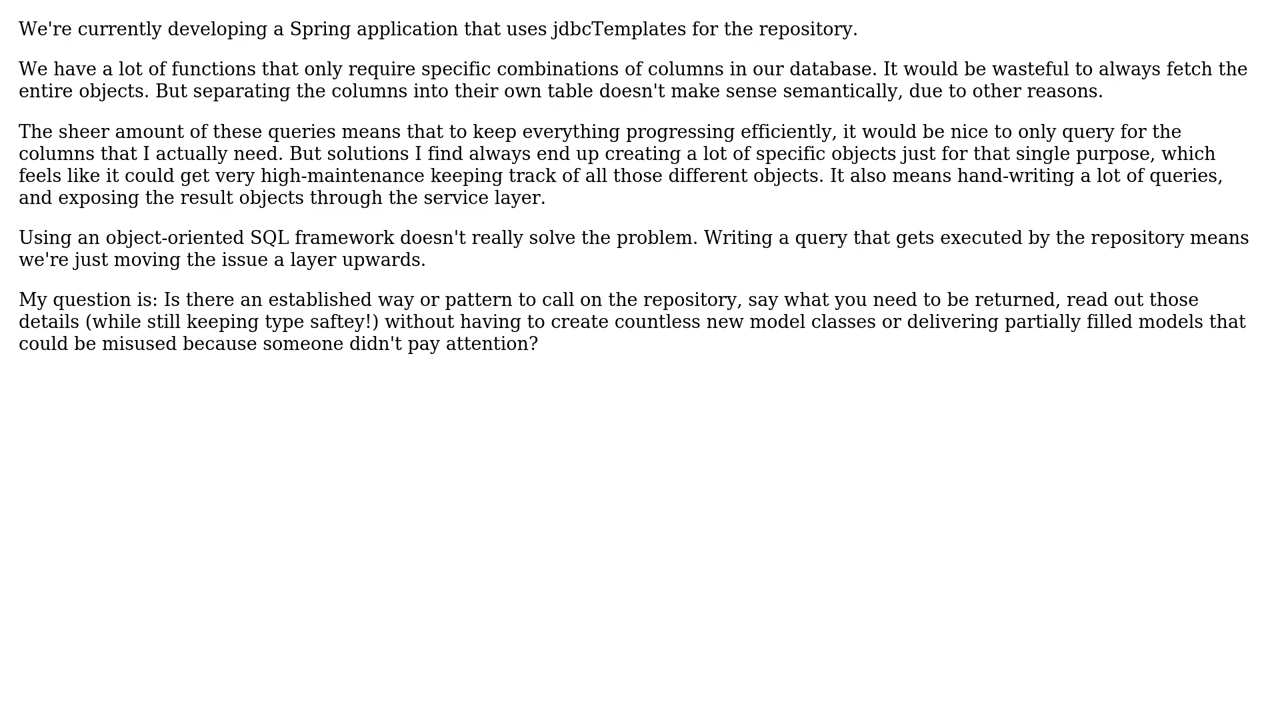 We're currently developing a Spring application that uses jdbcTemplates for the repository.
We have a lot of functions that only require specific combinations of columns in our database. It would be wasteful to always fetch the
entire objects. But separating the columns into their own table doesn't make sense semantically, due to other reasons.
The sheer amount of these queries means that to keep everything progressing efficiently, it would be nice to only query for the
columns that I actually need. But solutions I find always end up creating a lot of specific objects just for that single purpose, which
feels like it could get very high-maintenance keeping track of all those different objects. It also means hand-writing a lot of queries,
and exposing the result objects through the service layer.
Using an object-oriented SQL framework doesn't really solve the problem. Writing a query that gets executed by the repository means
we're just moving the issue a layer upwards.
My question is: Is there an established way or pattern to call on the repository, say what you need to be returned, read out those
details (while still keeping type saftey!) without having to create countless new model classes or delivering partially filled models that
could be misused because someone didn't pay attention?